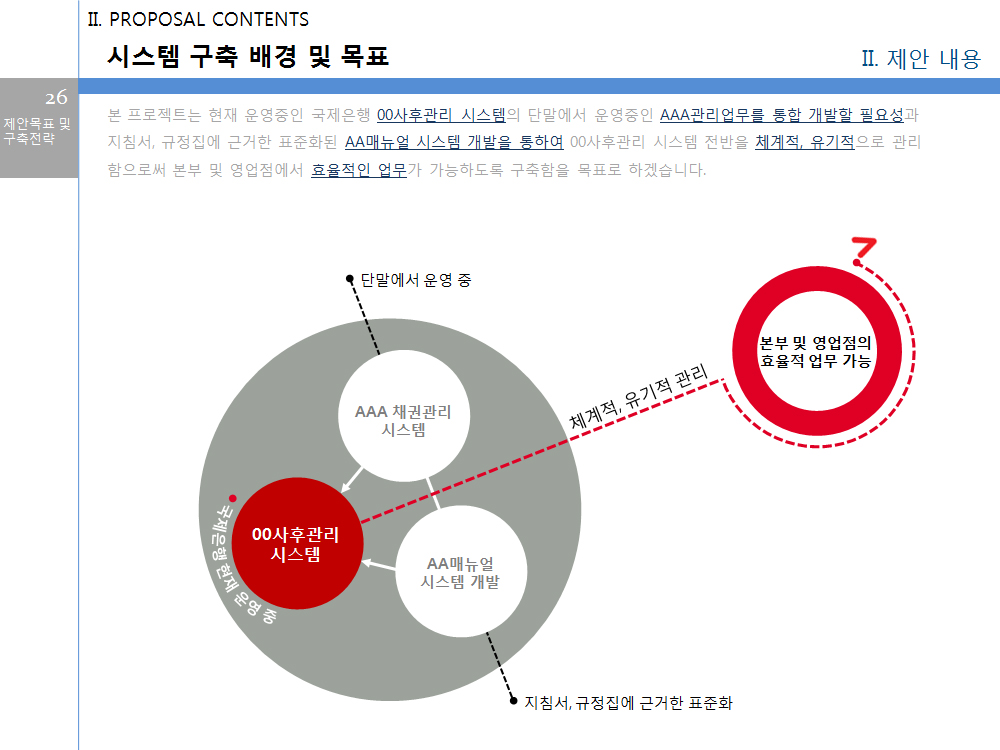 II. PROPOSAL CONTENTS
시스템 구축 배경 및 목표
II. 제안 내용
26
제안목표 및
구축전략
본 프로젝트는 현재 운영중인 국제은행 00사후관리 시스템의 단말에서 운영중인 AAA관리업무를 통합 개발할 필요성과
지침서, 규정집에 근거한 표준화된 AA매뉴얼 시스템 개발을 통하여 00사후관리 시스템 전반을 체계적, 유기적으로 관리
함으로써 본부 및 영업점에서 효율적인 업무가 가능하도록 구축함을 목표로 하겠습니다.
단말에서 운영 중
본부 및 영업점의
효율적 업무 가능
체계적, 유기적 관리
AAA 채권관리
시스템
00사후관리
시스템
국제은행 현재 운영 중
AA매뉴얼
시스템 개발
지침서, 규정집에 근거한 표준화